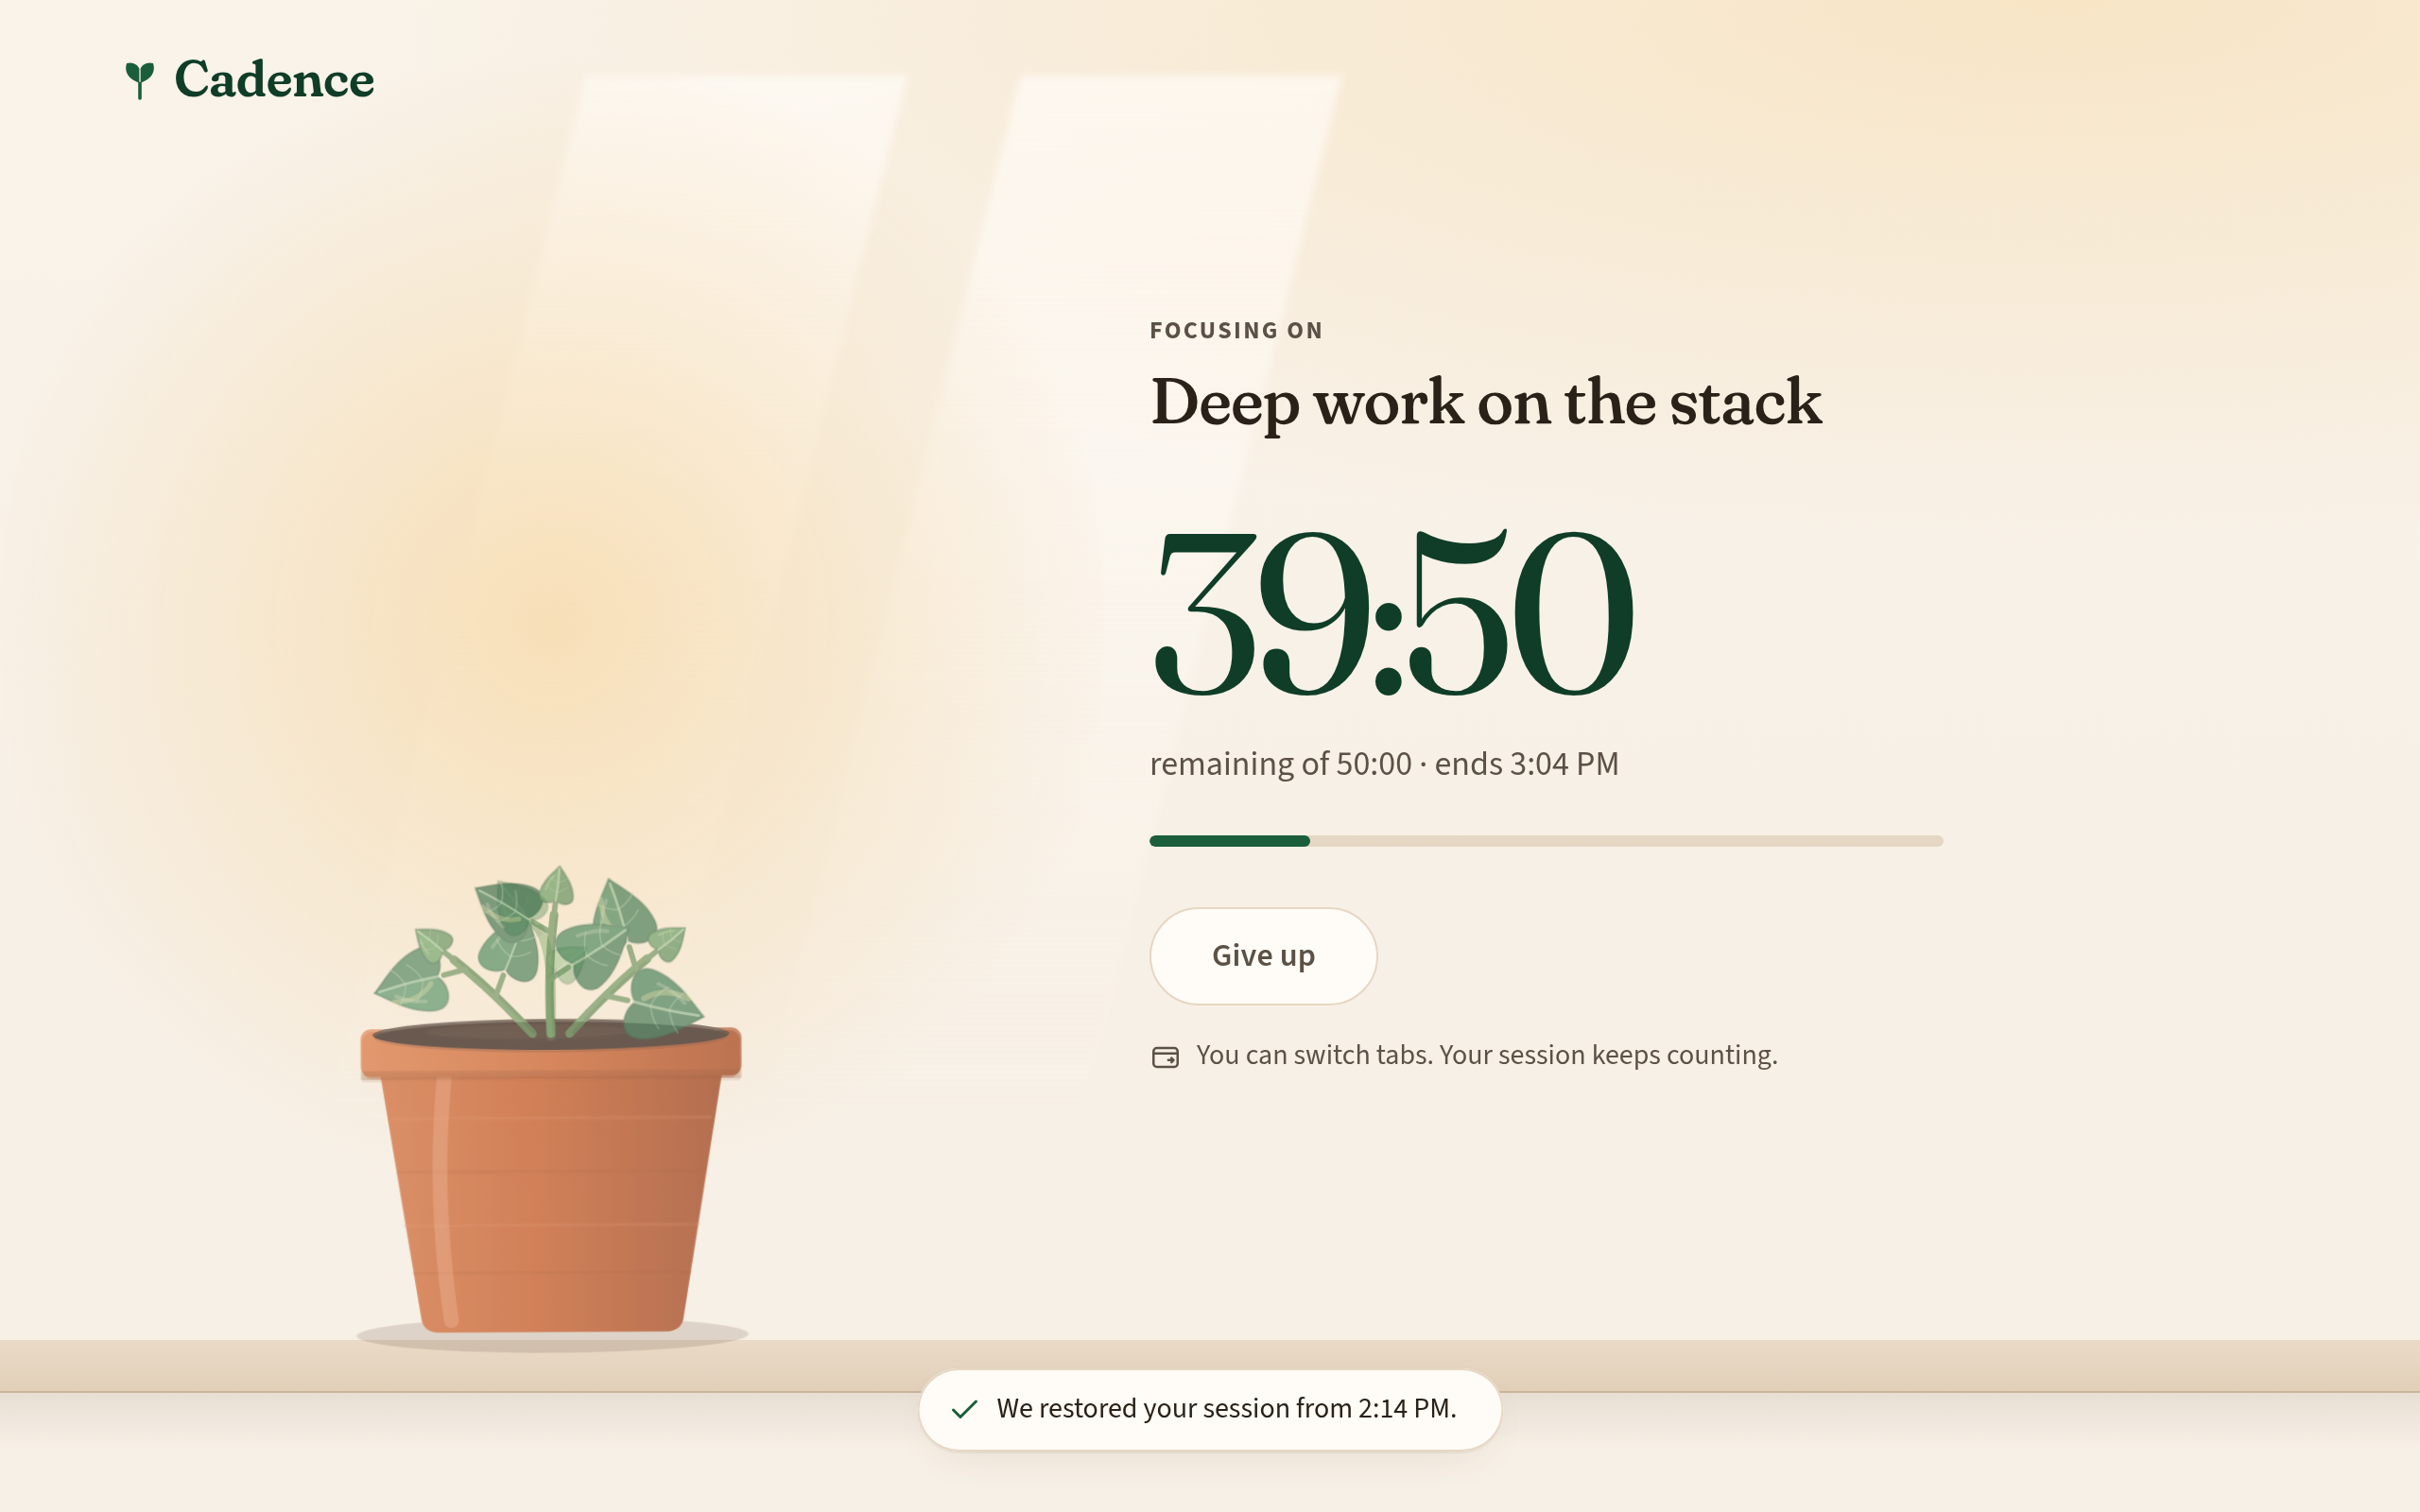 Cadence
FOCUSING ON
Deep work on the stack
39:50
remaining of 50:00 · ends 3:04 PM
Give up
You can switch tabs. Your session keeps counting.
We restored your session from 2:14 PM.